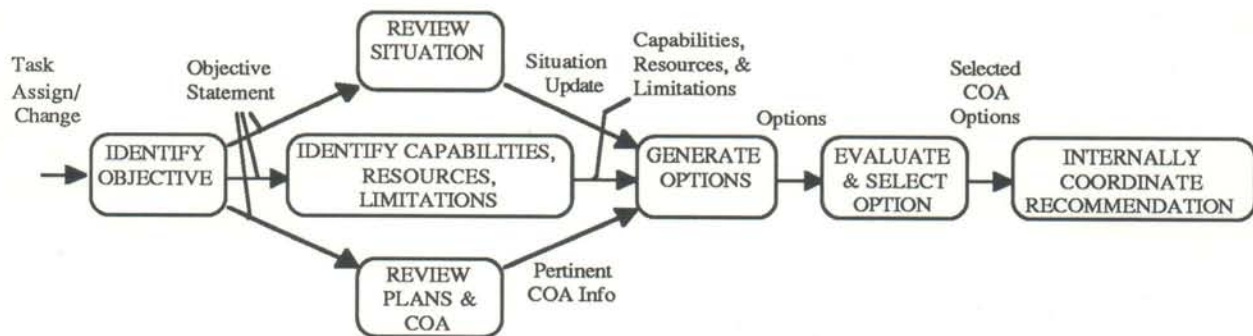 Task
Assign/
Change
IDENTIFY
OBJECTIVE
Objective
Statement
REVIEW
SITUATION
IDENTIFY CAPABILITIES,
RESOURCES,
LIMITATIONS
REVIEW
PLANS &
COA
Situation
Update
Capabilities,
Resources, &
Limitations
Pertinent
COA Info
GENERATE
OPTIONS
Options
EVALUATE
& SELECT
OPTION
Selected
COA
Options
INTERNALLY
COORDINATE
RECOMMENDATION